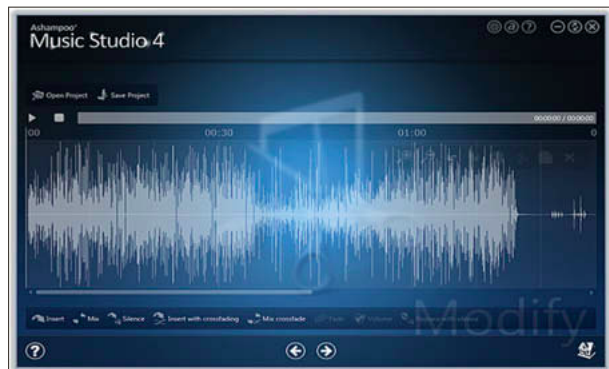 Ashampoo®
Music Studio 4
Open Project Save Project
00:00:00 / 00:00:00
00 00:30 01:00 0
Insert Mix Silence Insert with crossfading Mix crossfade Fade Volume
Modify